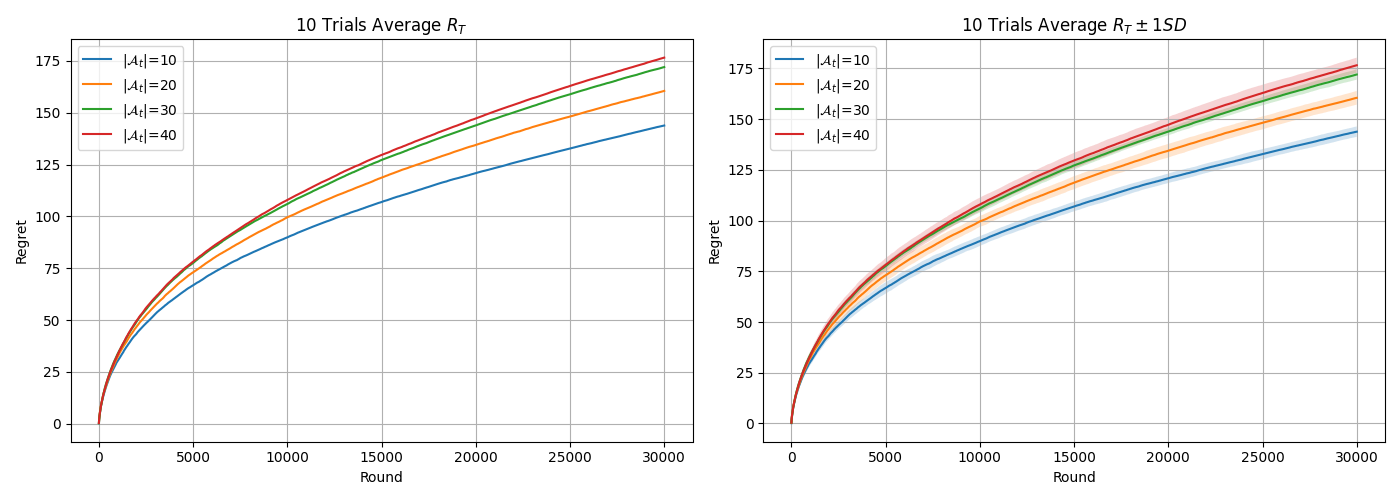 10 Trials Average $R_T$
175
150
125
100
75
50
25
0
Regret
0 5000 10000 15000 20000 25000 30000
Round
$|\mathcal{A}_t|$=10
$|\mathcal{A}_t|$=20
$|\mathcal{A}_t|$=30
$|\mathcal{A}_t|$=40
10 Trials Average $R_T \pm 1SD$
175
150
125
100
75
50
25
0
Regret
0 5000 10000 15000 20000 25000 30000
Round
$|\mathcal{A}_t|$=10
$|\mathcal{A}_t|$=20
$|\mathcal{A}_t|$=30
$|\mathcal{A}_t|$=40